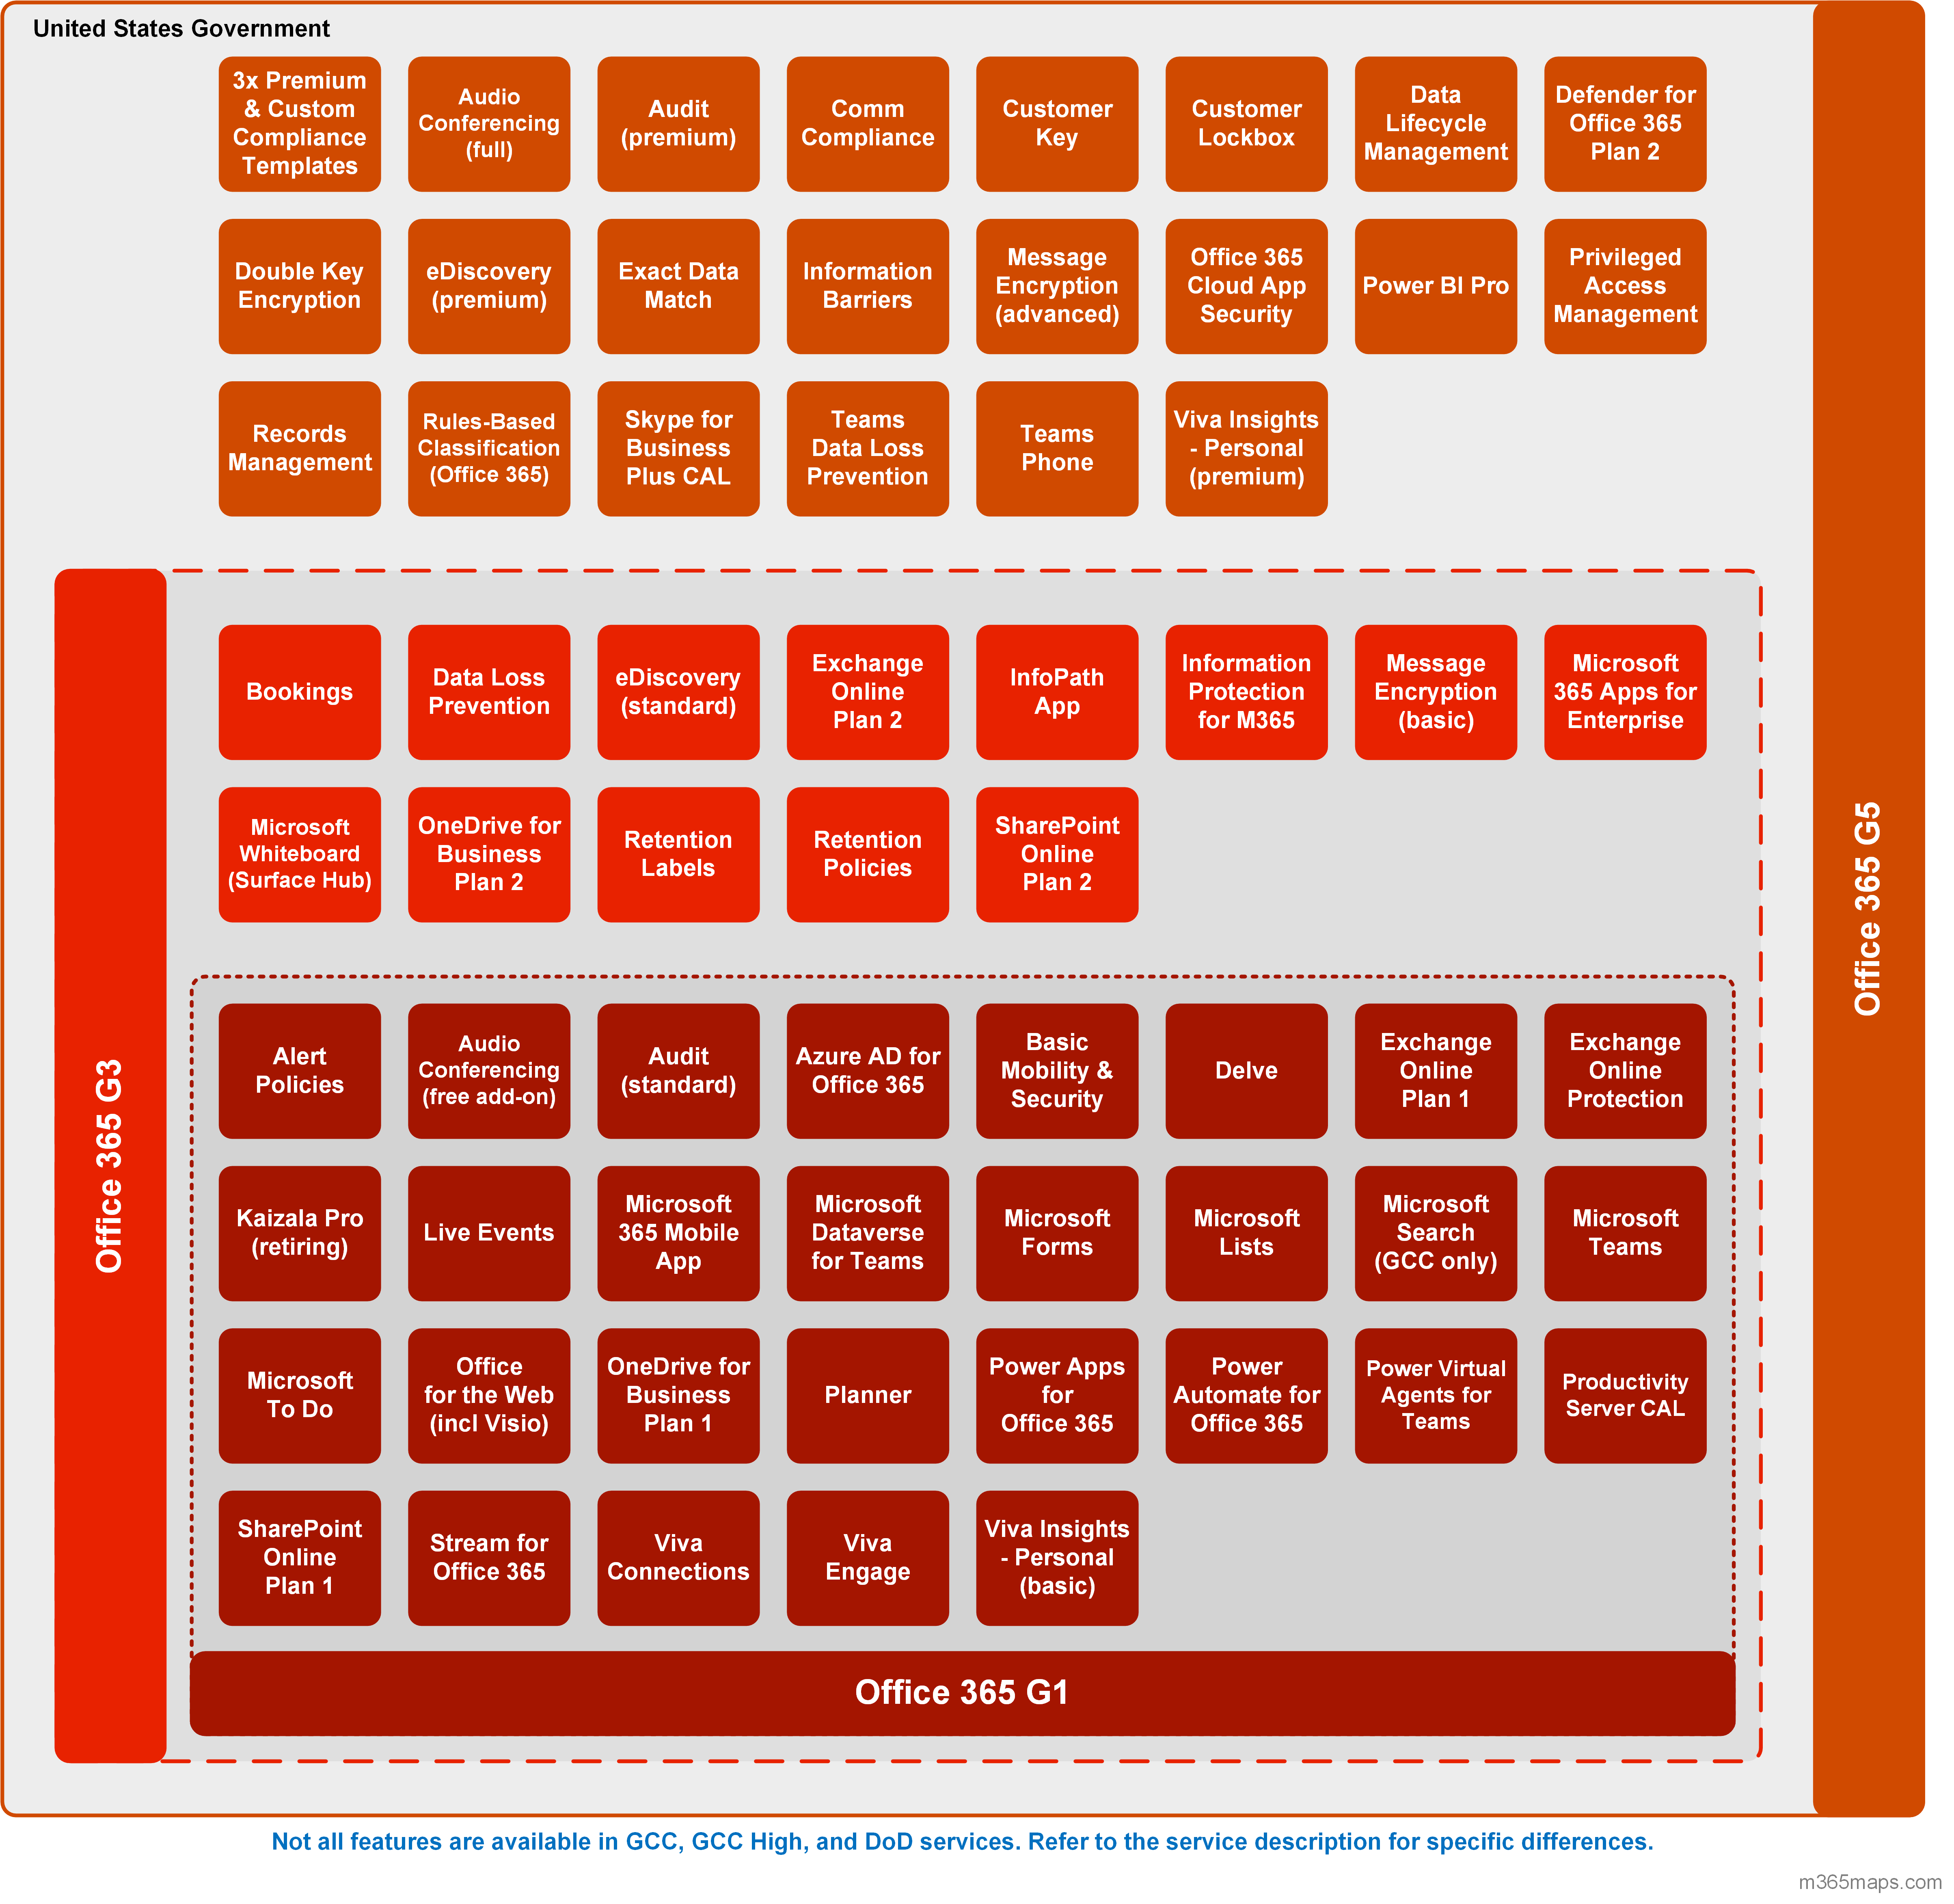 United States Government
3x Premium
& Custom
Compliance
Templates
Audio
Conferencing
(full)
Audit
(premium)
Comm
Compliance
Customer
Key
Customer
Lockbox
Data
Lifecycle
Management
Defender for
Office 365
Plan 2
Double Key
Encryption
eDiscovery
(premium)
Exact Data
Match
Information
Barriers
Message
Encryption
(advanced)
Office 365
Cloud App
Security
Power BI Pro
Privileged
Access
Management
Records
Management
Rules-Based
Classification
(Office 365)
Skype for
Business
Plus CAL
Teams
Data Loss
Prevention
Teams
Phone
Viva Insights
- Personal
(premium)
Office 365 G5
Office 365 G3
Bookings
Data Loss
Prevention
eDiscovery
(standard)
Exchange
Online
Plan 2
InfoPath
App
Information
Protection
for M365
Message
Encryption
(basic)
Microsoft
365 Apps for
Enterprise
Microsoft
Whiteboard
(Surface Hub)
OneDrive for
Business
Plan 2
Retention
Labels
Retention
Policies
SharePoint
Online
Plan 2
Alert
Policies
Audio
Conferencing
(free add-on)
Audit
(standard)
Azure AD for
Office 365
Basic
Mobility &
Security
Delve
Exchange
Online
Plan 1
Exchange
Online
Protection
Kaizala Pro
(retiring)
Live Events
Microsoft
365 Mobile
App
Microsoft
Dataverse
for Teams
Microsoft
Forms
Microsoft
Lists
Microsoft
Search
(GCC only)
Microsoft
Teams
Microsoft
To Do
Office
for the Web
(incl Visio)
OneDrive for
Business
Plan 1
Planner
Power Apps
for
Office 365
Power
Automate for
Office 365
Power Virtual
Agents for
Teams
Productivity
Server CAL
SharePoint
Online
Plan 1
Stream for
Office 365
Viva
Connections
Viva
Engage
Viva Insights
- Personal
(basic)
Office 365 G1
Not all features are available in GCC, GCC High, and DoD services. Refer to the service description for specific differences.
m365maps.com